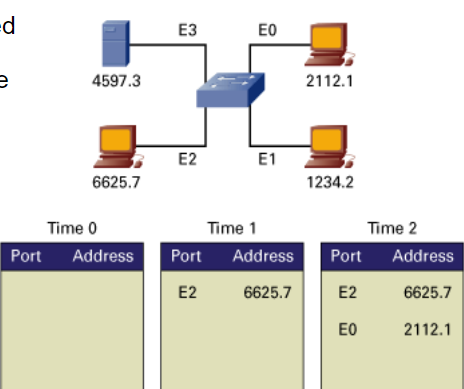 ed
e
E3 E0
4597.3 2112.1
E2 E1
6625.7 1234.2
Time 0 Time 1 Time 2
Port Address Port Address Port Address
E2 6625.7 E2 6625.7
E0 2112.1